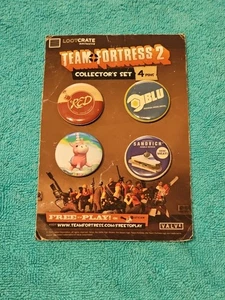 LOOTCRATE
TEAM FORTRESS 2
COLLECTOR'S SET 4 PINS!
RED
BLU
SANDVICH
FREE-PLAY!
WWW.TEAMFORTRESS.COM/FREETOPLAY
VALVE